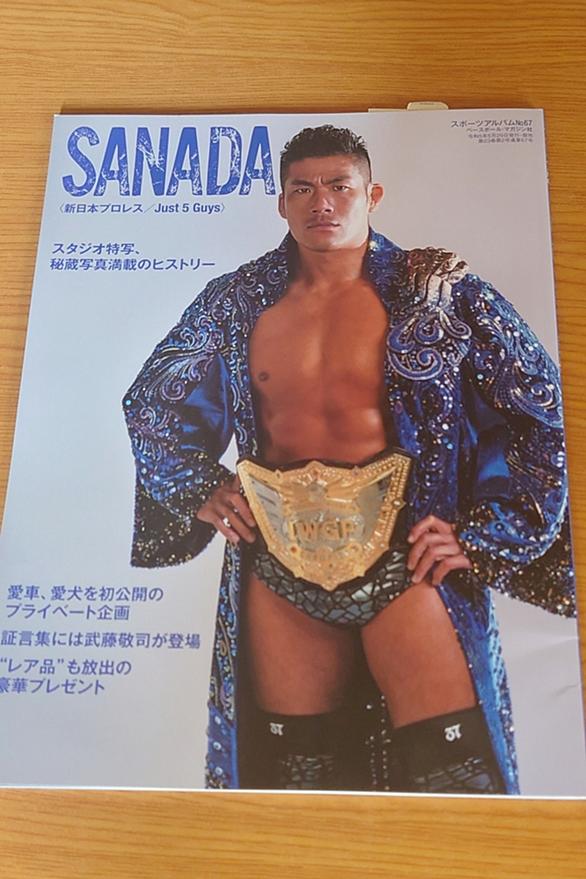 SANADA
〈新日本プロレス／Just 5 Guys〉
スポーツアルバムNo.67
ベースボール・マガジン社
スタジオ特写、
秘蔵写真満載のヒストリー
IWGP
愛車、愛犬を初公開の
プライベート企画
証言集には武藤敬司が登場
“レア品”も放出の
豪華プレゼント